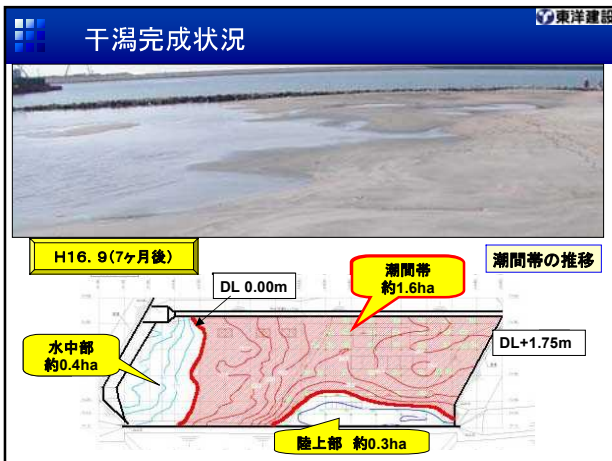 東洋建設
干潟完成状況
H16.9(7ヶ月後)
潮間帯の推移
DL 0.00m
潮間帯
約1.6ha
水中部
約0.4ha
DL+1.75m
陸上部 約0.3ha